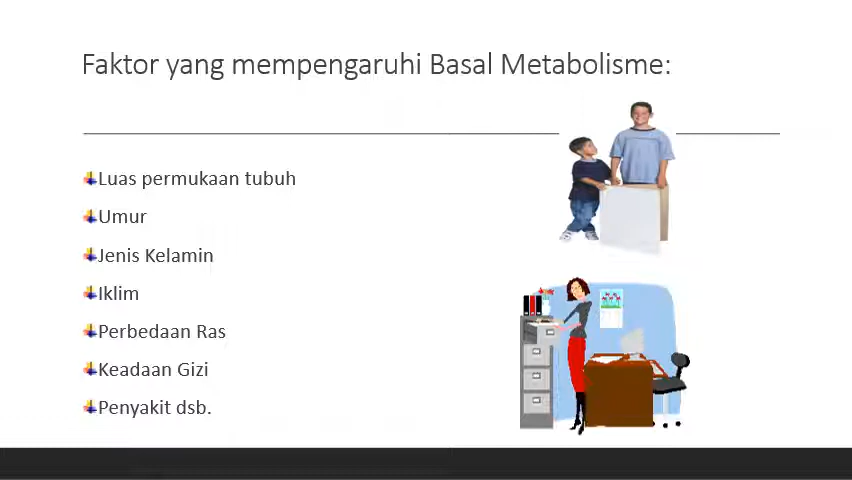 Faktor yang mempengaruhi Basal Metabolisme:
Luas permukaan tubuh
Umur
Jenis Kelamin
Iklim
Perbedaan Ras
Keadaan Gizi
Penyakit dsb.